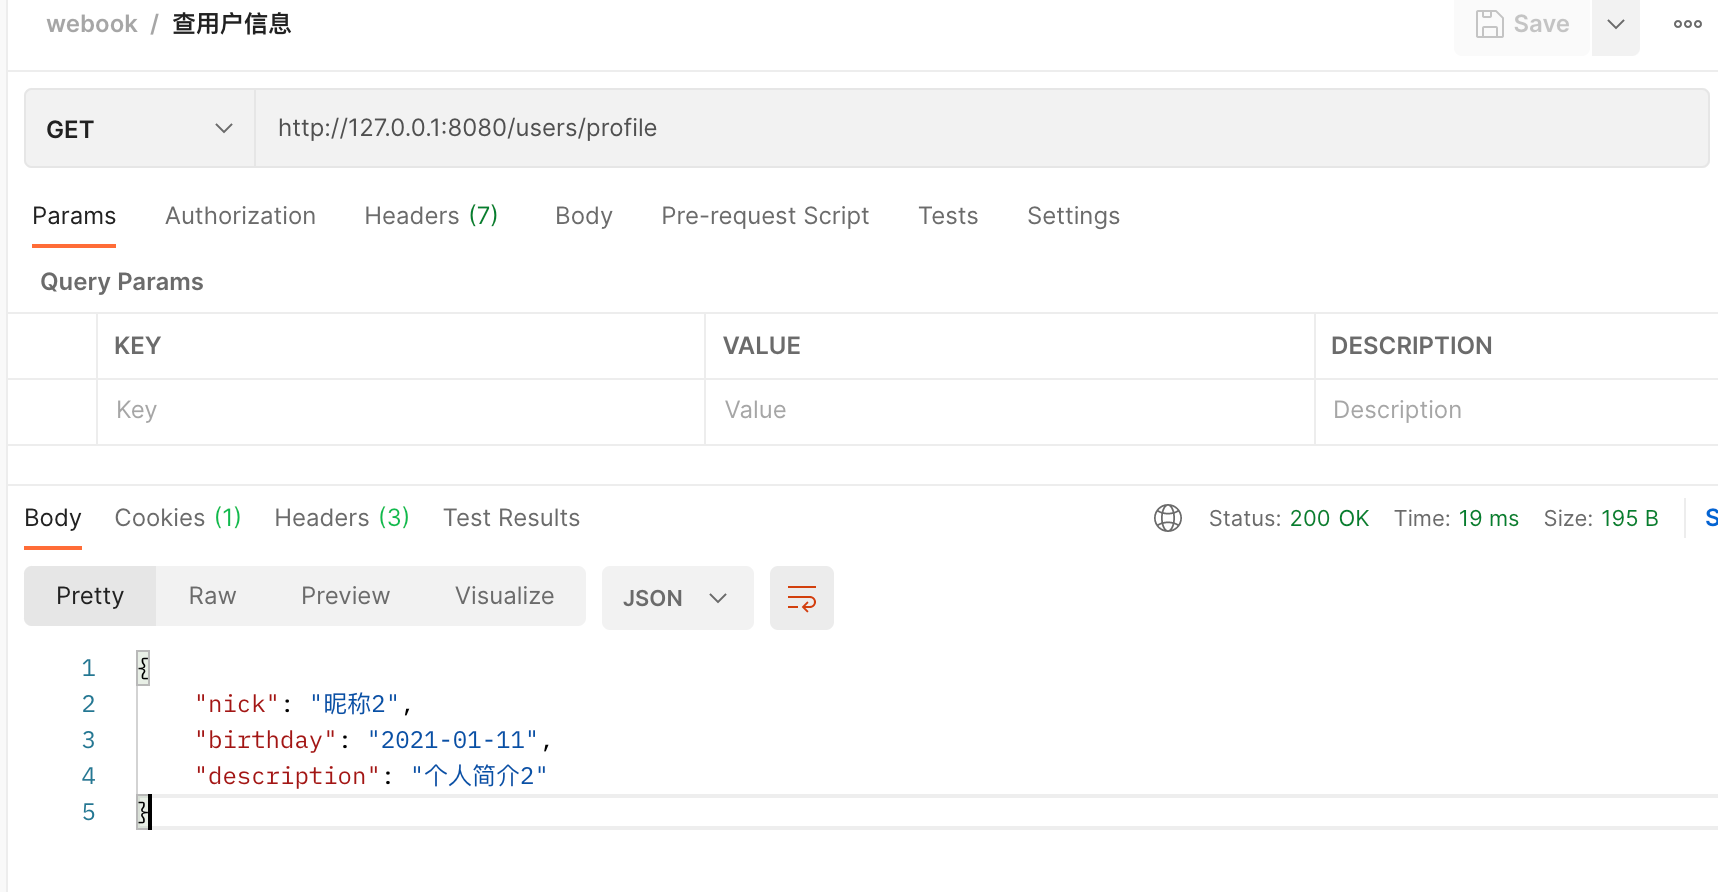 webook / 查用户信息
Save
GET
http://127.0.0.1:8080/users/profile
Params Authorization Headers (7) Body Pre-request Script Tests Settings
Query Params
KEY VALUE DESCRIPTION
Key Value Description
Body Cookies (1) Headers (3) Test Results Status: 200 OK Time: 19 ms Size: 195 B S
Pretty Raw Preview Visualize JSON
1 {
2 "nick": "昵称2",
3 "birthday": "2021-01-11",
4 "description": "个人简介2"
5 }